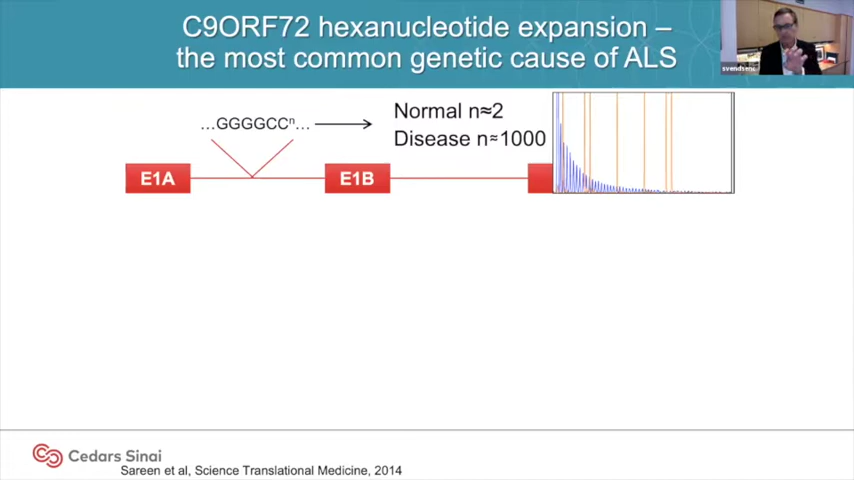 C9ORF72 hexanucleotide expansion –
the most common genetic cause of ALS
svendsenc
...GGGGCCⁿ...
Normal n≈2
Disease n≈1000
E1A
E1B
Cedars Sinai
Sareen et al, Science Translational Medicine, 2014